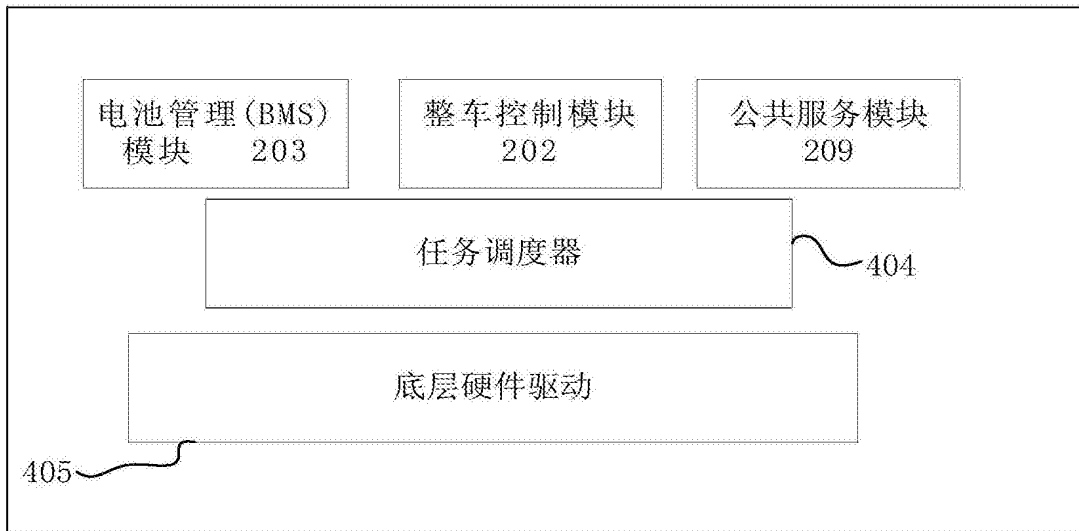 电池管理(BMS)
模块 203
整车控制模块
202
公共服务模块
209
任务调度器
404
底层硬件驱动
405